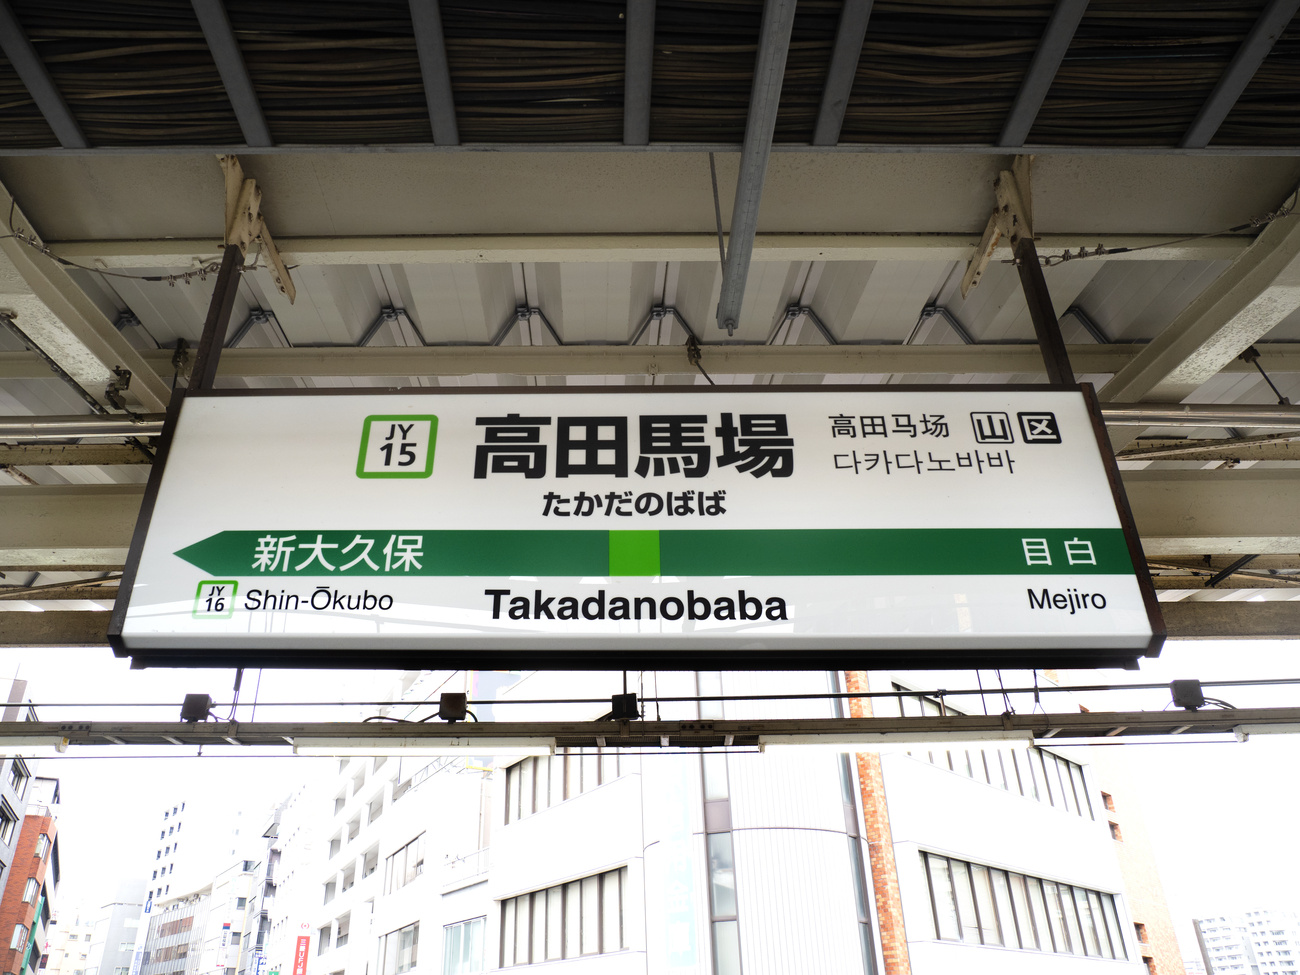 JY
15
高田馬場
高田马场 山 区
다카다노바바
たかだのばば
新大久保
目白
JY
16
Shin-Ōkubo
Takadanobaba
Mejiro